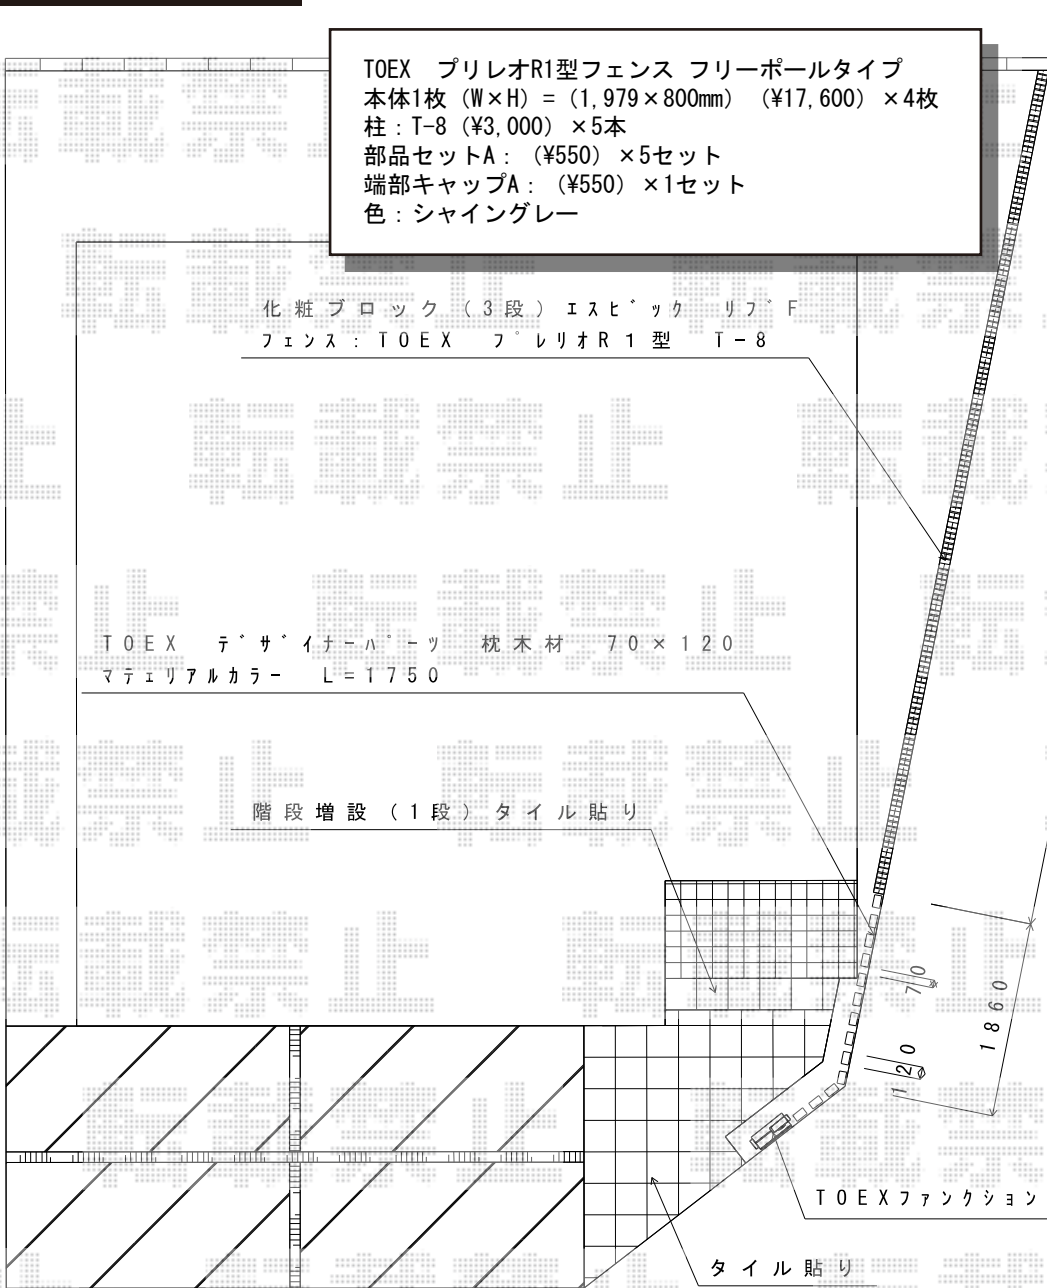 TOEX プリレオR1型フェンス フリーポールタイプ
本体1枚（W×H）=（1,979×800mm）（¥17,600）×4枚
柱：T-8（¥3,000）×5本
部品セットA：（¥550）×5セット
端部キャップA：（¥550）×1セット
色：シャイングレー
化粧ブロック（3段）エスビック リブF
フェンス：TOEX プレリオR1型 T-8
TOEX デザイナーパーツ 枕木材 70×120
マテェリアルカラー L=1750
階段増設（1段）タイル貼り
70
1860
120
TOEXファンクション
タイル貼り
転載禁止